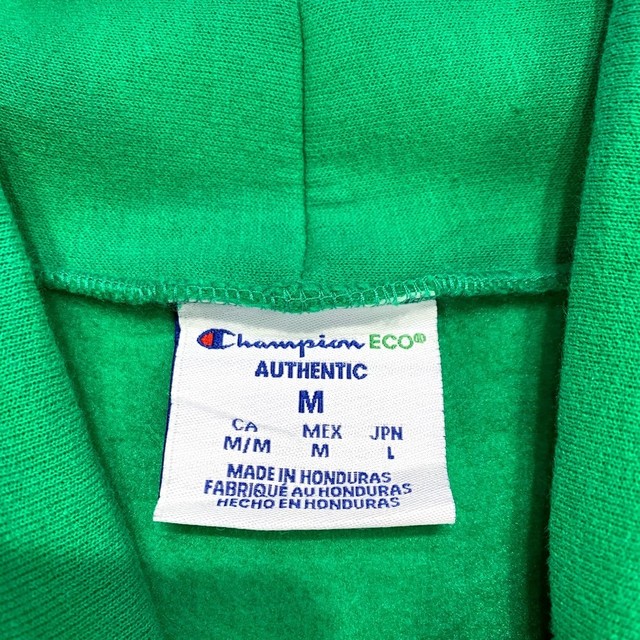 Champion ECO®
AUTHENTIC
M
CA MEX JPN
M/M M L
MADE IN HONDURAS
FABRIQUÉ AU HONDURAS
HECHO EN HONDURAS